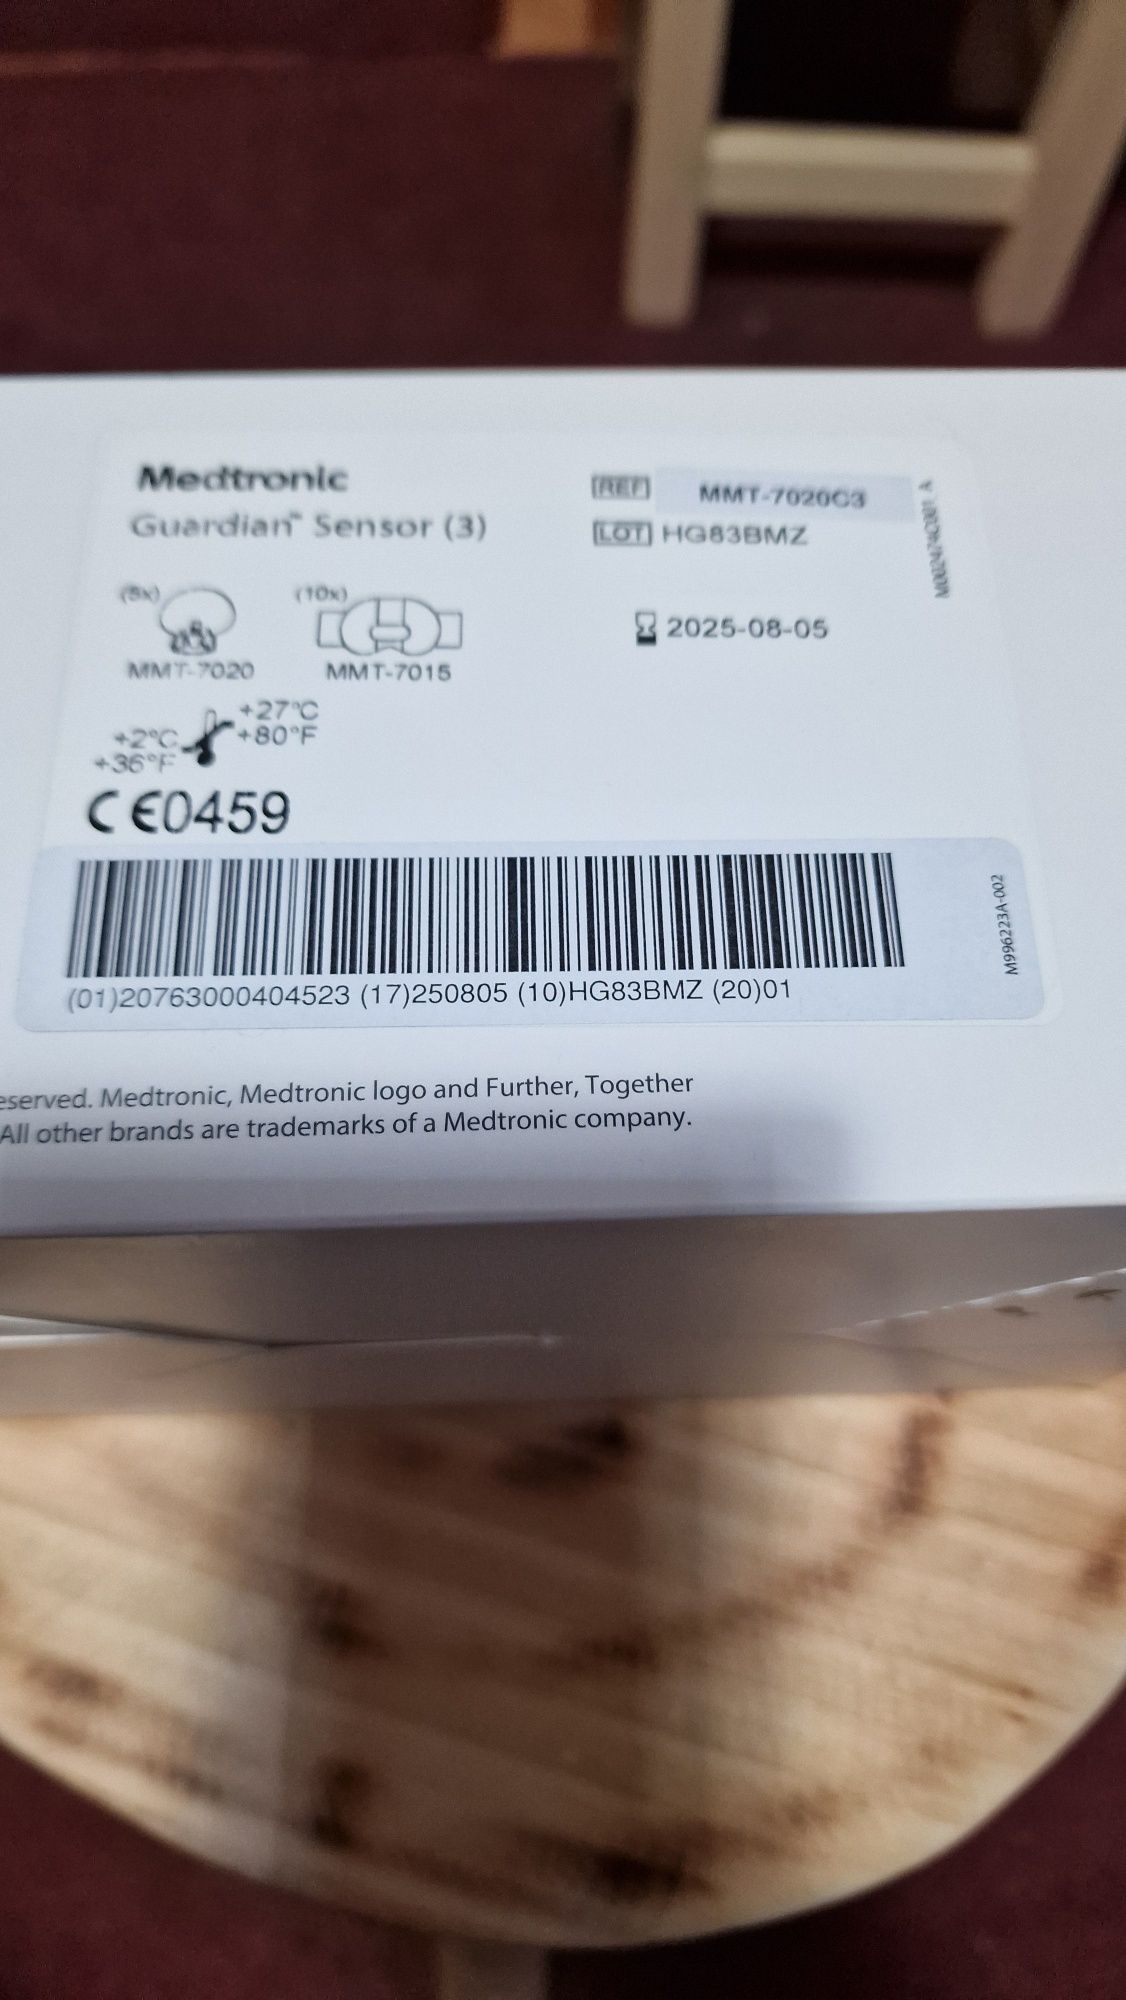 Medtronic
Guardian™ Sensor (3)
REF MMT-7020C3
LOT HG83BMZ
M002474C001 A
(5x)
(10x)
2025-08-05
MMT-7020
MMT-7015
+27°C
+80°F
+2°C
+36°F
CE0459
M996223A-002
(01)20763000404523 (17)250805 (10)HG83BMZ (20)01
eserved. Medtronic, Medtronic logo and Further, Together
All other brands are trademarks of a Medtronic company.